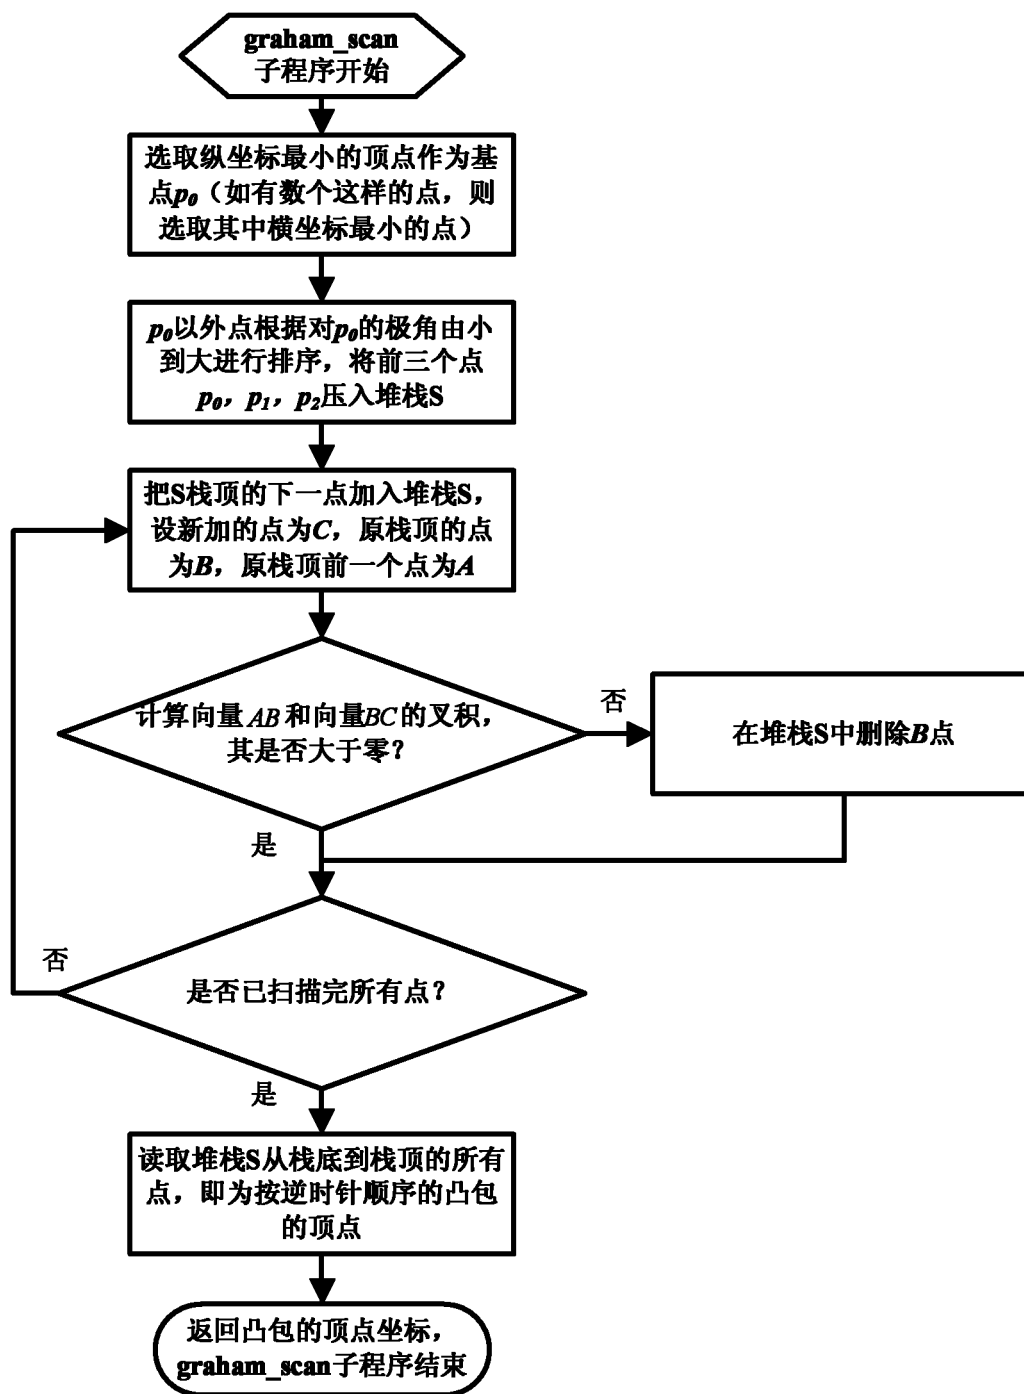 graham_scan
子程序开始
选取纵坐标最小的顶点作为基
点p0（如有数个这样的点，则
选取其中横坐标最小的点）
p0以外点根据对p0的极角由小
到大进行排序，将前三个点
p0，p1，p2压入堆栈S
把S栈顶的下一点加入堆栈S，
设新加的点为C，原栈顶的点
为B，原栈顶前一个点为A
计算向量AB和向量BC的叉积，
其是否大于零？
否
在堆栈S中删除B点
是
否
是否已扫描完所有点？
是
读取堆栈S从栈底到栈顶的所有
点，即为按逆时针顺序的凸包
的顶点
返回凸包的顶点坐标，
graham_scan子程序结束